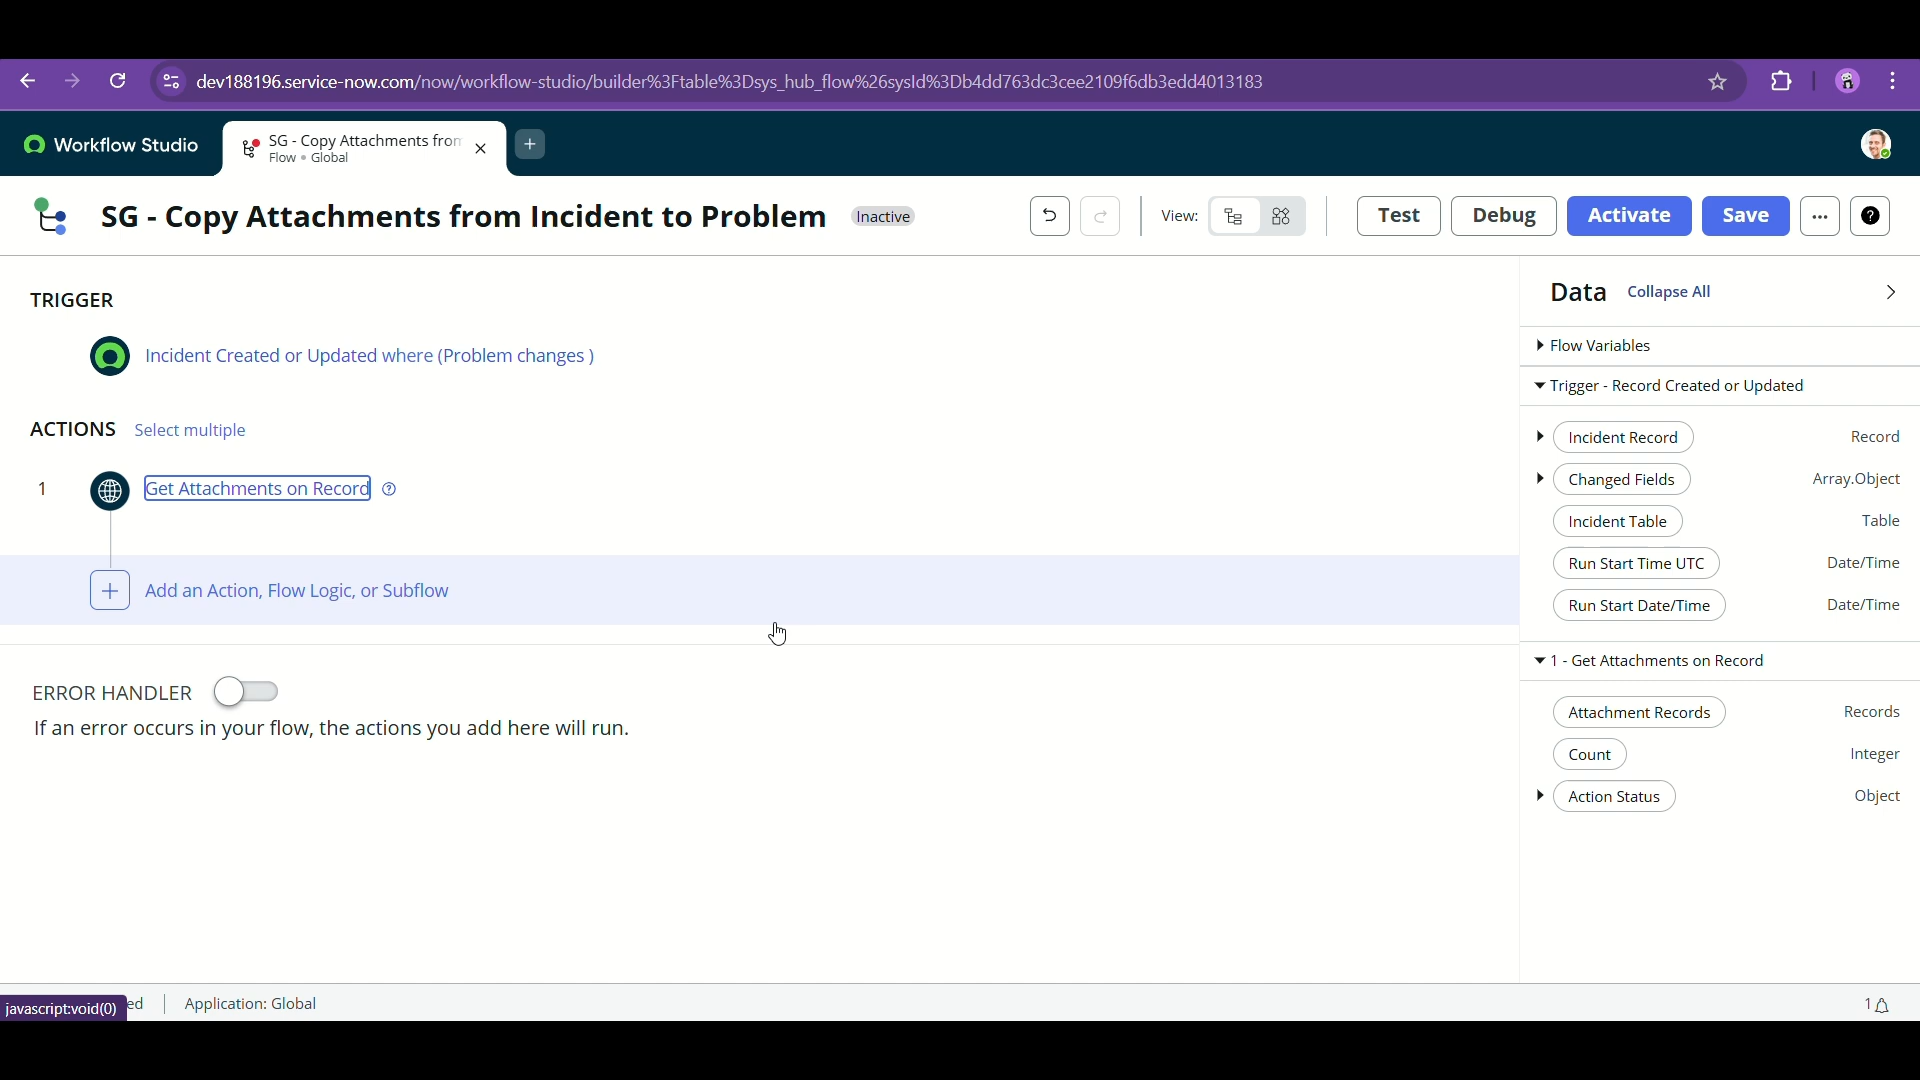 dev188196.service-now.com/now/workflow-studio/builder%3Ftable%3Dsys_hub_flow%26sysId%3Db4dd763dc3cee2109f6db3edd4013183
Workflow Studio
SG - Copy Attachments from
Flow • Global
SG - Copy Attachments from Incident to Problem
Inactive
View:
Test
Debug
Activate
Save
TRIGGER
Incident Created or Updated where (Problem changes )
ACTIONS
Select multiple
1
Get Attachments on Record
Add an Action, Flow Logic, or Subflow
ERROR HANDLER
If an error occurs in your flow, the actions you add here will run.
Data
Collapse All
Flow Variables
Trigger - Record Created or Updated
Incident Record Record
Changed Fields Array.Object
Incident Table Table
Run Start Time UTC Date/Time
Run Start Date/Time Date/Time
1 - Get Attachments on Record
Attachment Records Records
Count Integer
Action Status Object
javascript:void(0)
ed
Application: Global
1